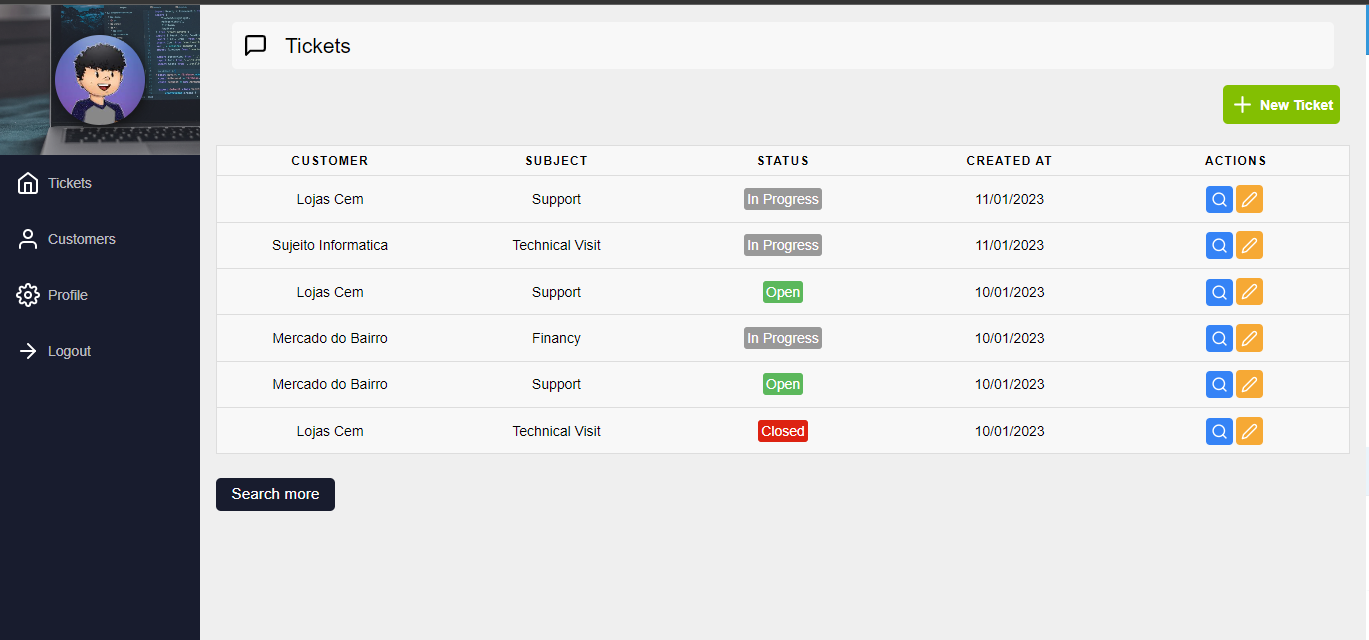 Tickets
New Ticket
Tickets
Customers
Profile
Logout
CUSTOMER SUBJECT STATUS CREATED AT ACTIONS
Lojas Cem Support In Progress 11/01/2023
Sujeito Informatica Technical Visit In Progress 11/01/2023
Lojas Cem Support Open 10/01/2023
Mercado do Bairro Financy In Progress 10/01/2023
Mercado do Bairro Support Open 10/01/2023
Lojas Cem Technical Visit Closed 10/01/2023
Search more